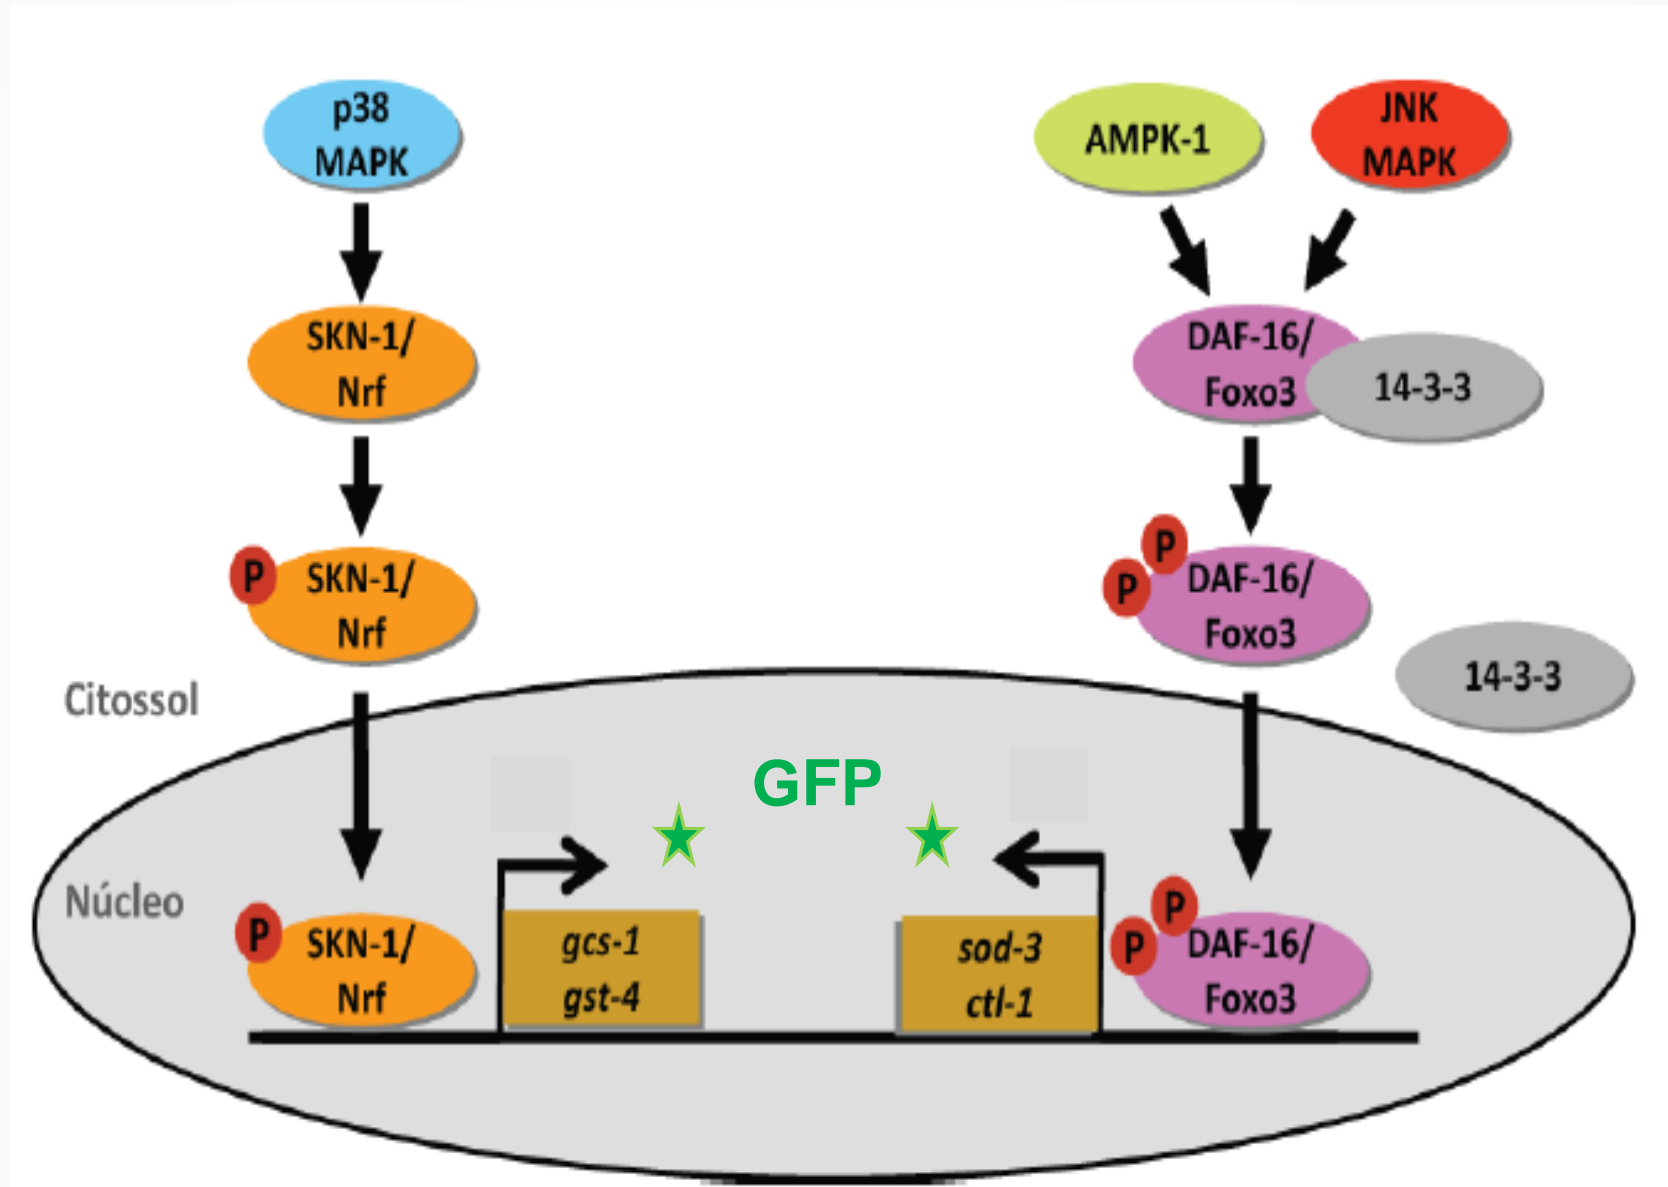 p38
MAPK
AMPK-1
JNK
MAPK
SKN-1/
Nrf
DAF-16/
Foxo3
14-3-3
P
SKN-1/
Nrf
P
P
DAF-16/
Foxo3
14-3-3
Citossol
GFP
Núcleo
P
SKN-1/
Nrf
gcs-1
gst-4
sod-3
ctl-1
P
P
DAF-16/
Foxo3